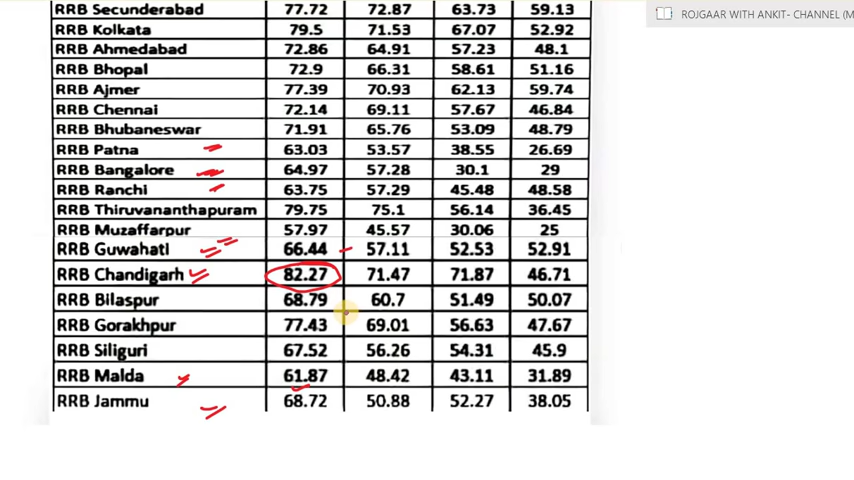 ROJGAAR WITH ANKIT- CHANNEL (M
RRB Secunderabad 77.72 72.87 63.73 59.13
RRB Kolkata 79.5 71.53 67.07 52.92
RRB Ahmedabad 72.86 64.91 57.23 48.1
RRB Bhopal 72.9 66.31 58.61 51.16
RRB Ajmer 77.39 70.93 62.13 59.74
RRB Chennai 72.14 69.11 57.67 46.84
RRB Bhubaneswar 71.91 65.76 53.09 48.79
RRB Patna 63.03 53.57 38.55 26.69
RRB Bangalore 64.97 57.28 30.1 29
RRB Ranchi 63.75 57.29 45.48 48.58
RRB Thiruvananthapuram 79.75 75.1 56.14 36.45
RRB Muzaffarpur 57.97 45.57 30.06 25
RRB Guwahati 66.44 57.11 52.53 52.91
RRB Chandigarh 82.27 71.47 71.87 46.71
RRB Bilaspur 68.79 60.7 51.49 50.07
RRB Gorakhpur 77.43 69.01 56.63 47.67
RRB Siliguri 67.52 56.26 54.31 45.9
RRB Malda 61.87 48.42 43.11 31.89
RRB Jammu 68.72 50.88 52.27 38.05